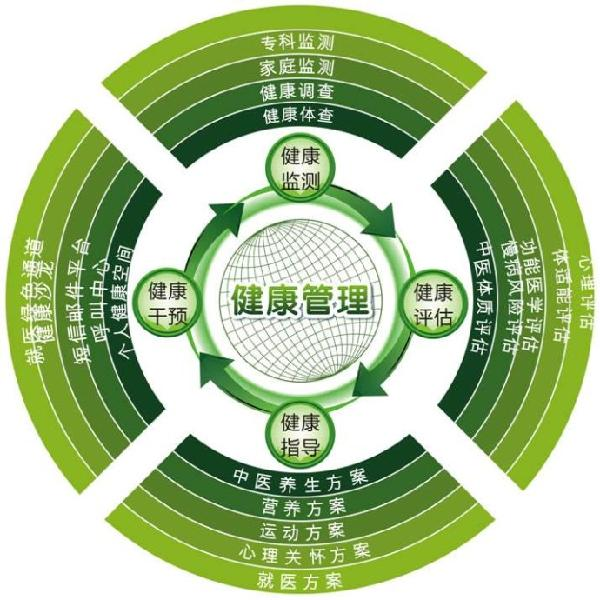 专科监测
家庭监测
健康调查
健康体查
健康
监测
健康
干预
健康管理
健康
评估
健康
指导
就医绿色通道
健康沙龙
短信邮件平台
呼叫中心
个人健康空间
中医体质评估
慢病风险评估
功能医学评估
体适能评估
心理评估
中医养生方案
营养方案
运动方案
心理关怀方案
就医方案